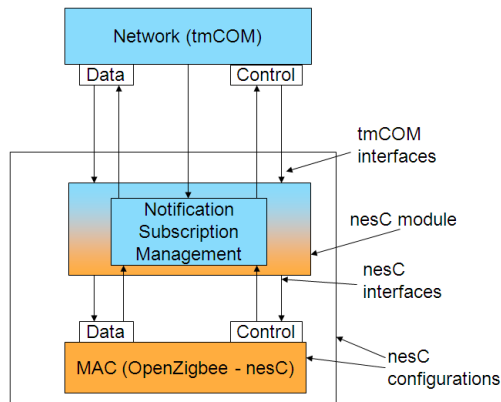 Network (tmCOM)
Data
Control
tmCOM
interfaces
Notification
Subscription
Management
nesC module
nesC
interfaces
Data
Control
MAC (OpenZigbee - nesC)
nesC
configurations